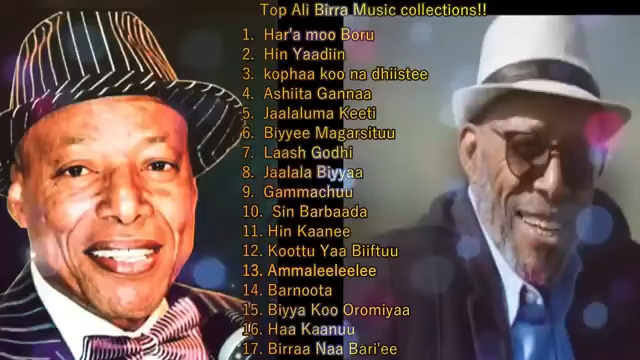 Top Ali Birra Music collections!!
1. Har'a moo Boru
2. Hin Yaadiin
3. kophaa koo na dhiistee
4. Ashiita Gannaa
5. Jaalaluma Keeti
6. Biyyee Magarsituu
7. Laash Godhi
8. Jaalala Biyyaa
9. Gammachuu
10. Sin Barbaada
11. Hin Kaanee
12. Koottu Yaa Biiftuu
13. Ammaleeleelee
14. Barnoota
15. Biyya Koo Oromiyaa
16. Haa Kaanuu
17. Birraa Naa Bari'ee